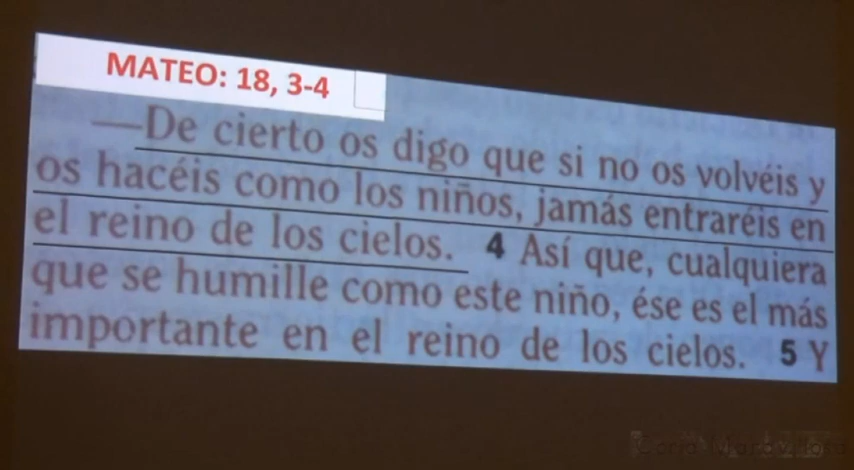 MATEO: 18, 3-4
—De cierto os digo que si no os volvéis y
os hacéis como los niños, jamás entraréis en
el reino de los cielos. 4 Así que, cualquiera
que se humille como este niño, ése es el más
importante en el reino de los cielos. 5 Y